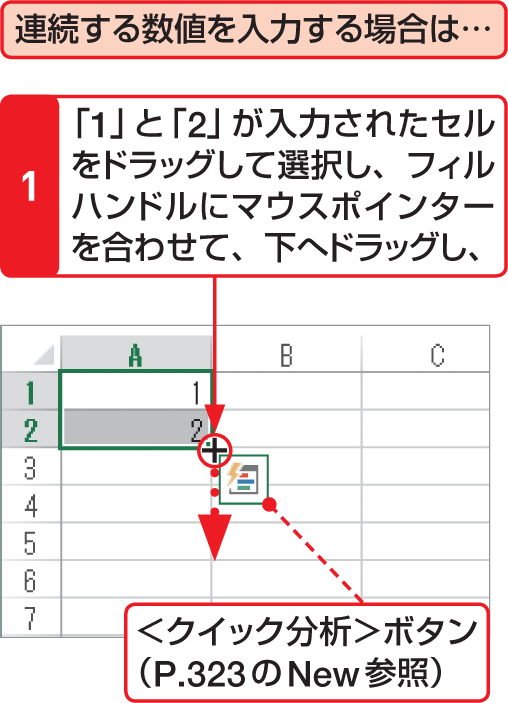 連続する数値を入力する場合は…
1
「1」と「2」が入力されたセル
をドラッグして選択し、フィル
ハンドルにマウスポインター
を合わせて、下へドラッグし、
A B C
1 1
2 2
3
4
5
6
7
＜クイック分析＞ボタン
（P.323のNew参照）